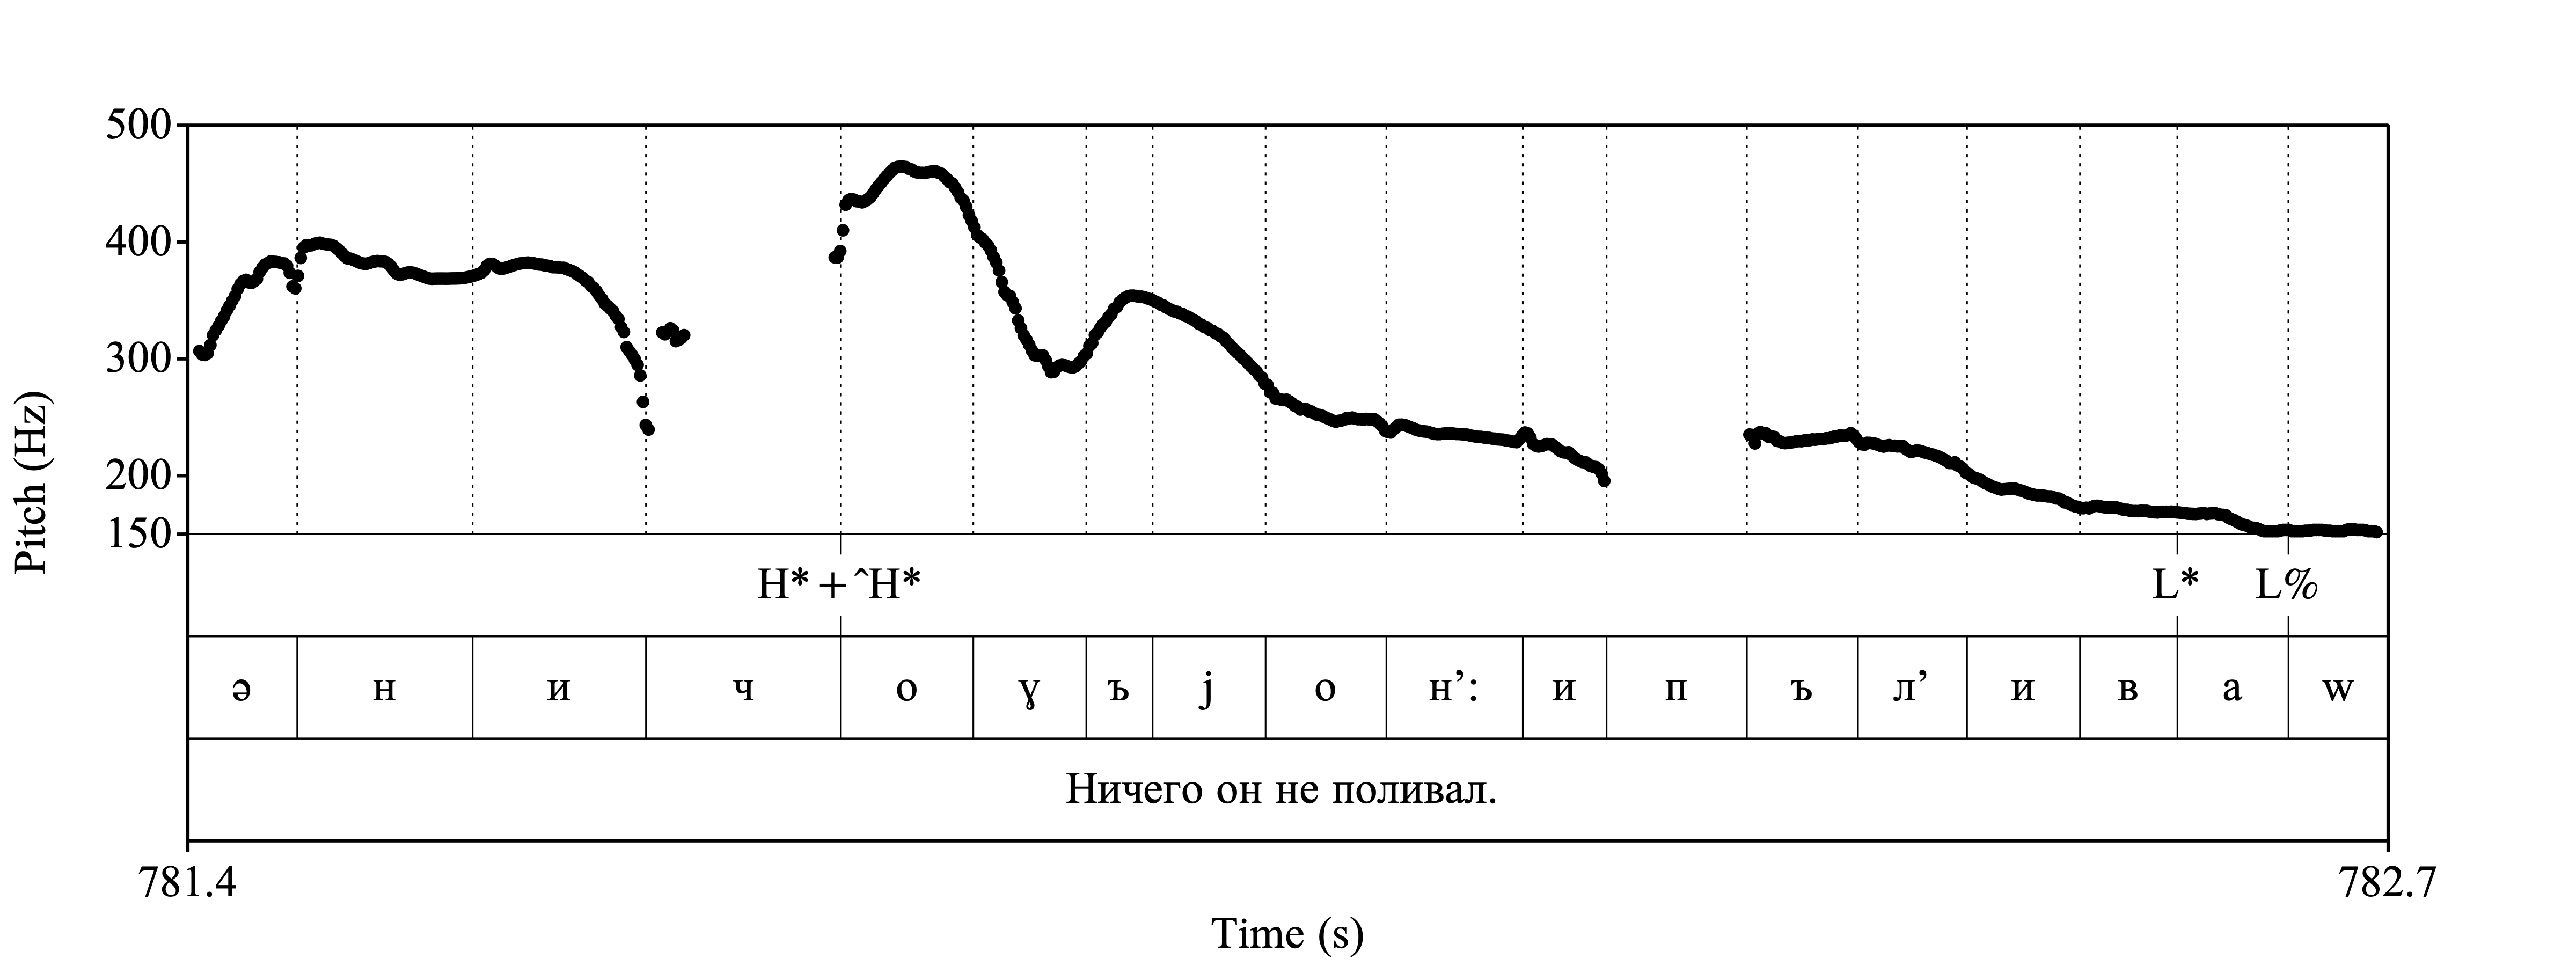 500
400
300
200
150
Pitch (Hz)
H* + ˆH* L* L%
ə н и ч о ɣ ъ j о н’: и п ъ л’ и в а w
Ничего он не поливал.
781.4 782.7
Time (s)